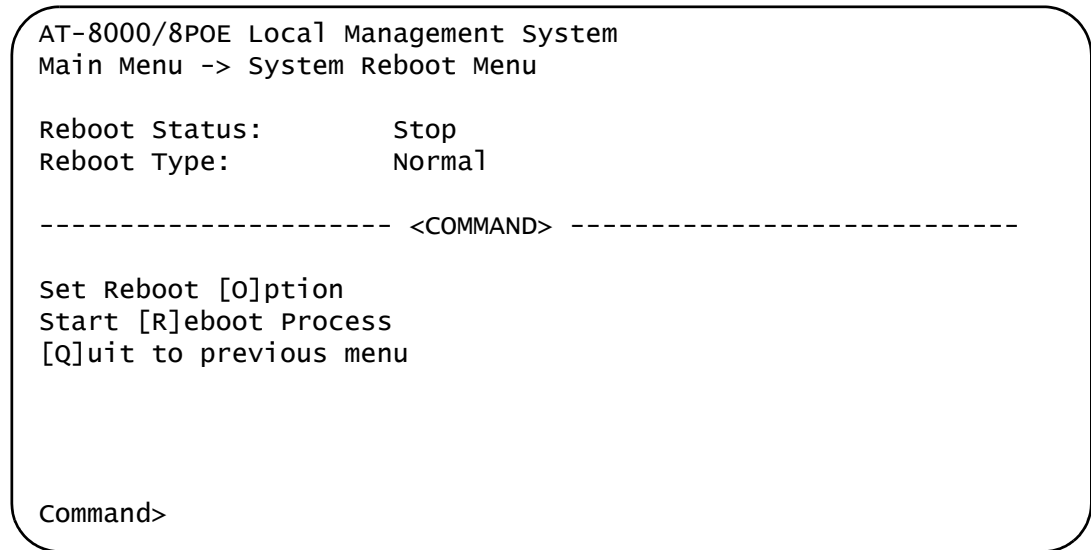 AT-8000/8POE Local Management System
Main Menu -> System Reboot Menu
Reboot Status: Stop
Reboot Type: Normal
---------------------- <COMMAND> ----------------------------
Set Reboot [O]ption
Start [R]eboot Process
[Q]uit to previous menu
Command>